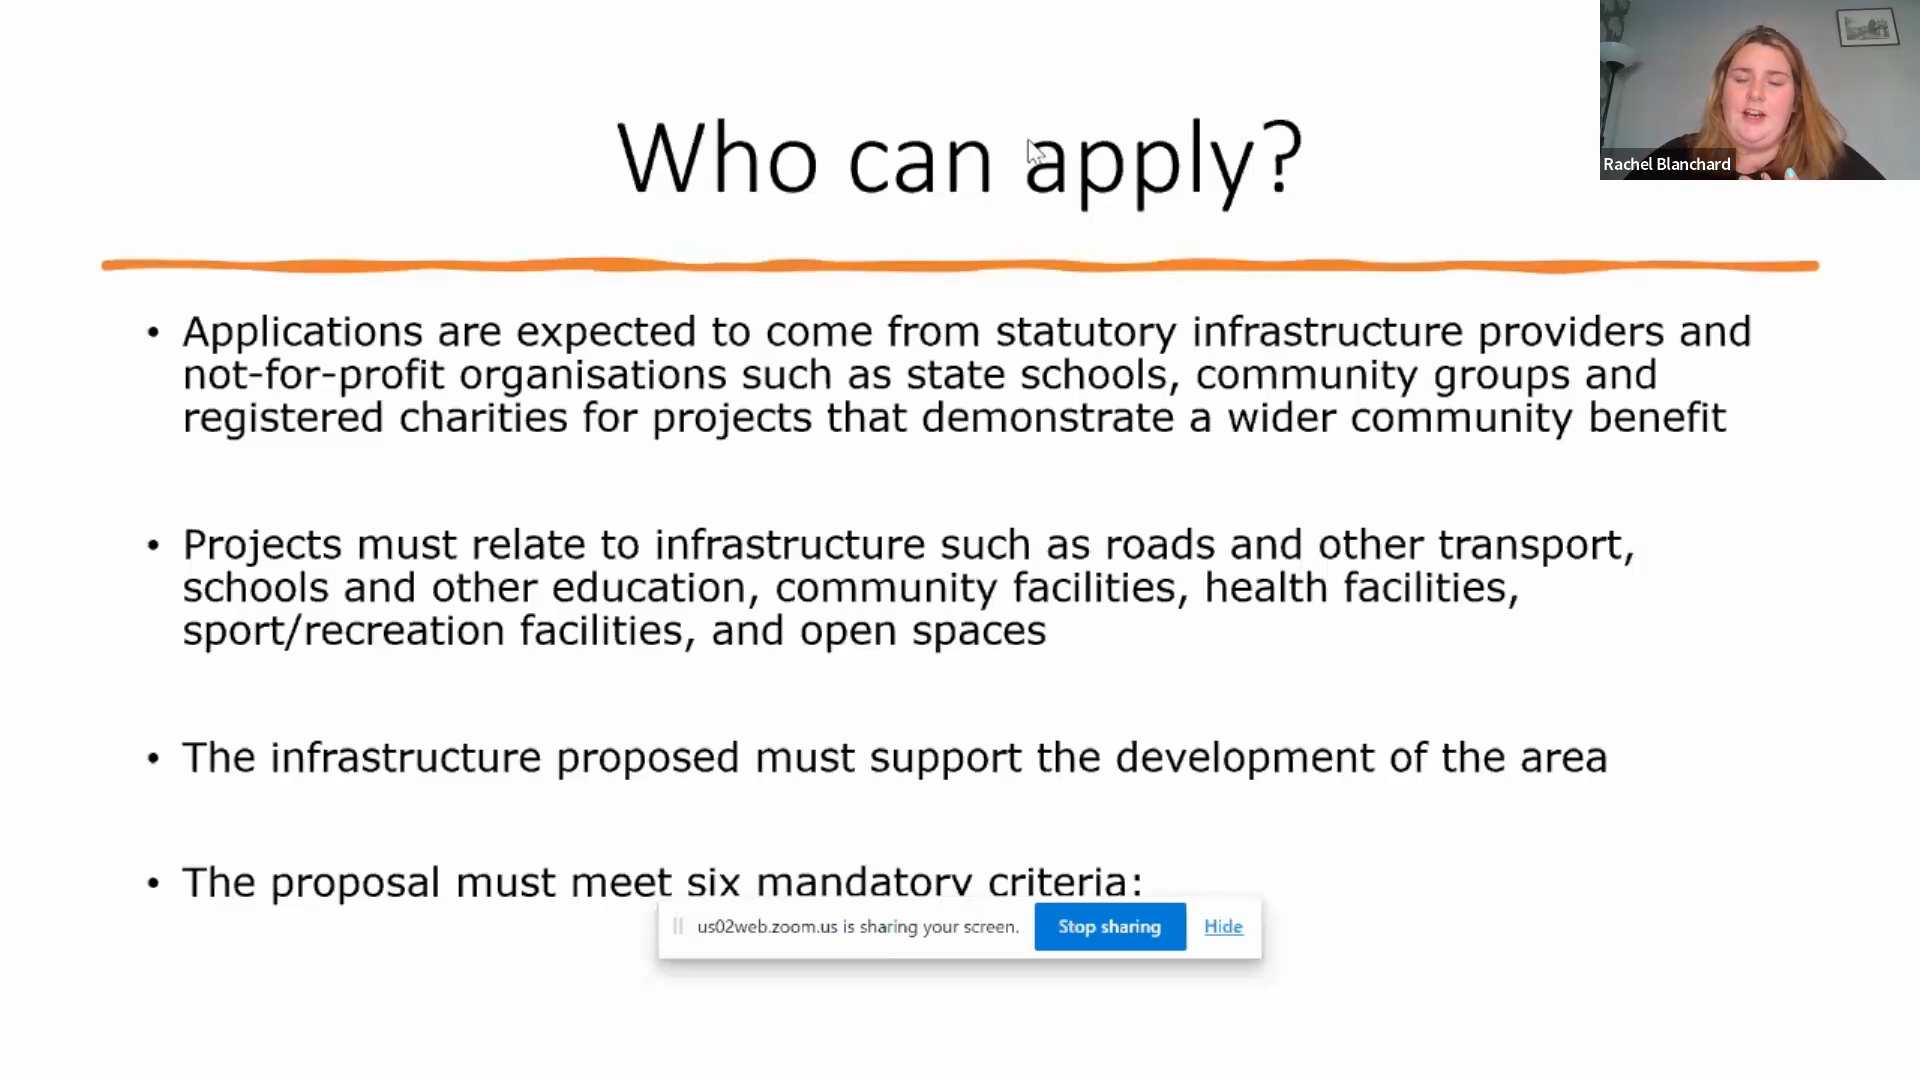 Who can apply?
Rachel Blanchard
• Applications are expected to come from statutory infrastructure providers and
not-for-profit organisations such as state schools, community groups and
registered charities for projects that demonstrate a wider community benefit
• Projects must relate to infrastructure such as roads and other transport,
schools and other education, community facilities, health facilities,
sport/recreation facilities, and open spaces
• The infrastructure proposed must support the development of the area
• The proposal must meet six mandatory criteria:
us02web.zoom.us is sharing your screen. Stop sharing Hide